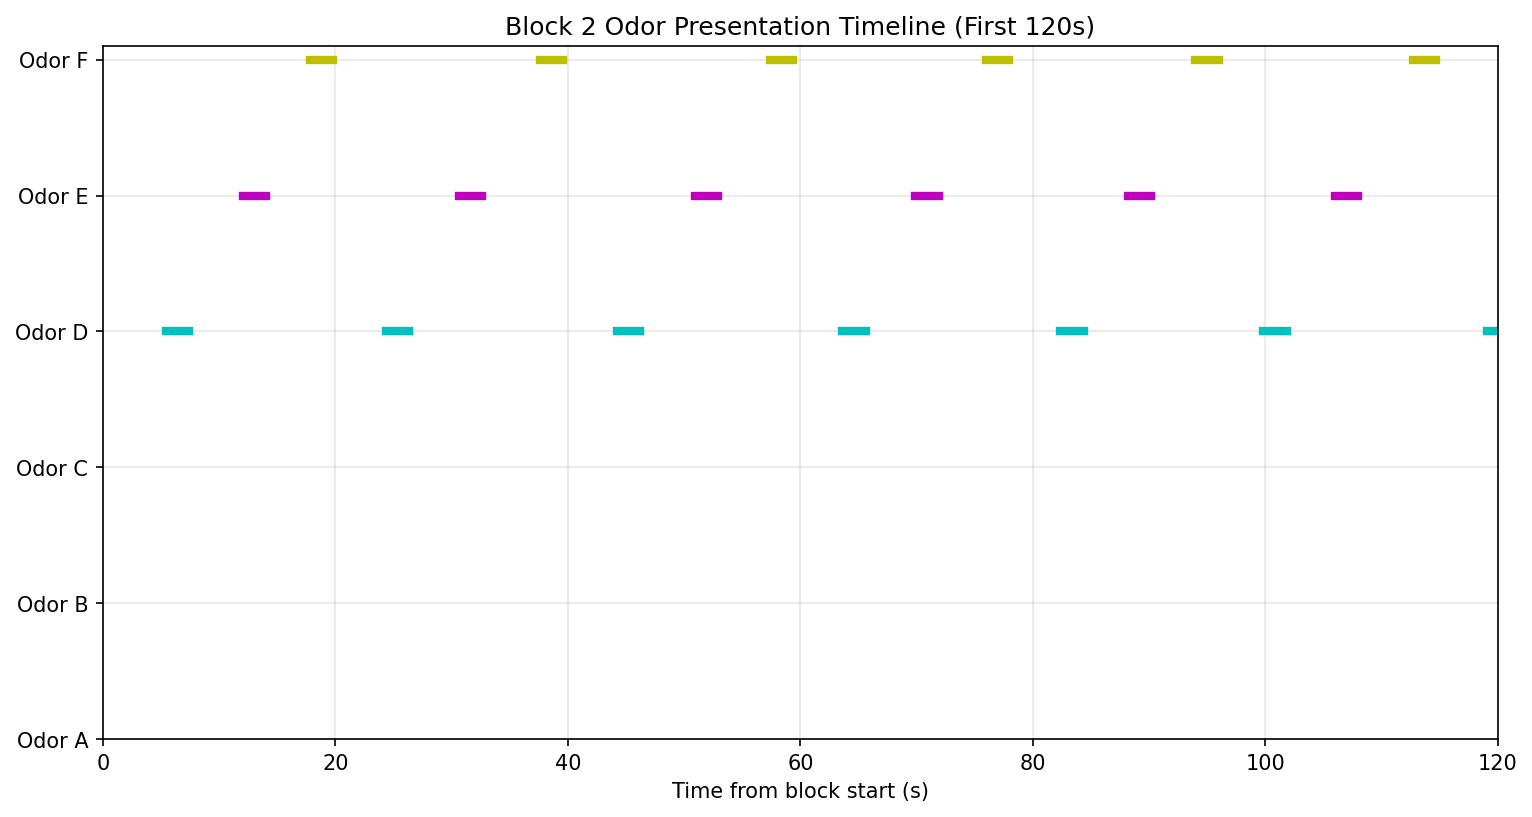 Block 2 Odor Presentation Timeline (First 120s)
Odor F
Odor E
Odor D
Odor C
Odor B
Odor A
0 20 40 60 80 100 120
Time from block start (s)